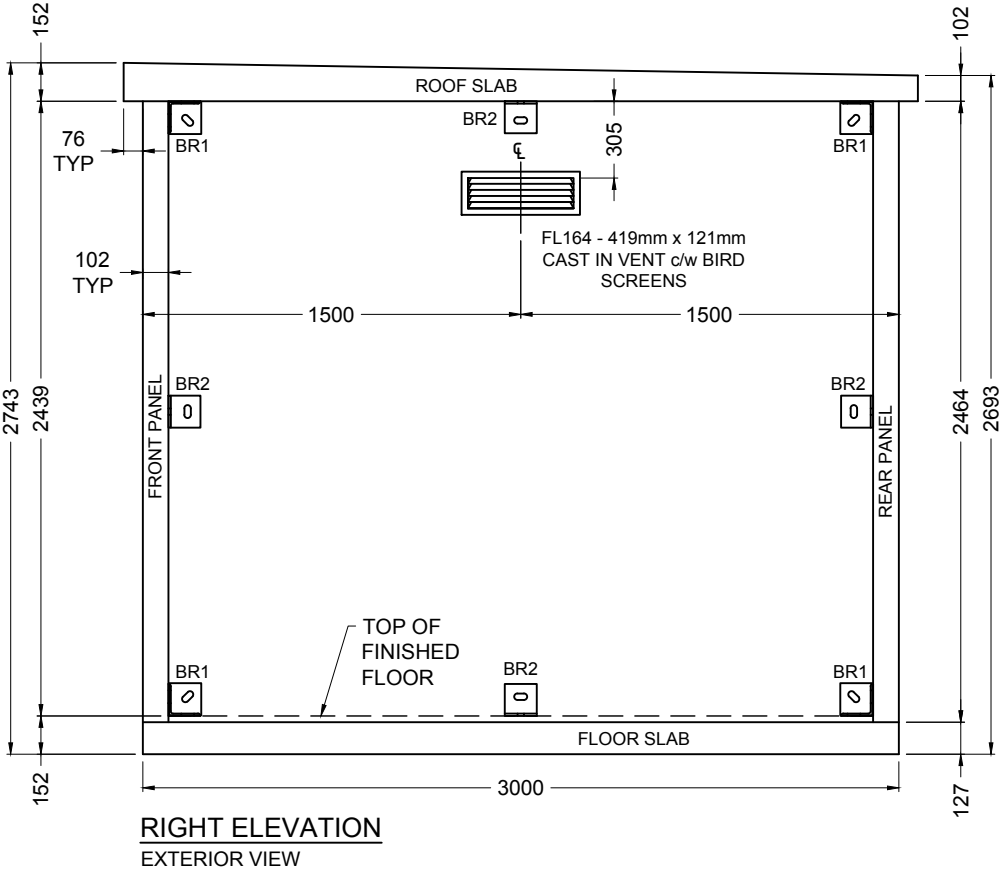 152
102
ROOF SLAB
BR1
BR2
℄
BR1
76
TYP
305
FL164 - 419mm x 121mm
CAST IN VENT c/w BIRD
SCREENS
102
TYP
1500
1500
2743
2439
FRONT PANEL
BR2
BR2
REAR PANEL
2464
2693
TOP OF
FINISHED
FLOOR
BR1
BR2
BR1
FLOOR SLAB
152
3000
127
RIGHT ELEVATION
EXTERIOR VIEW